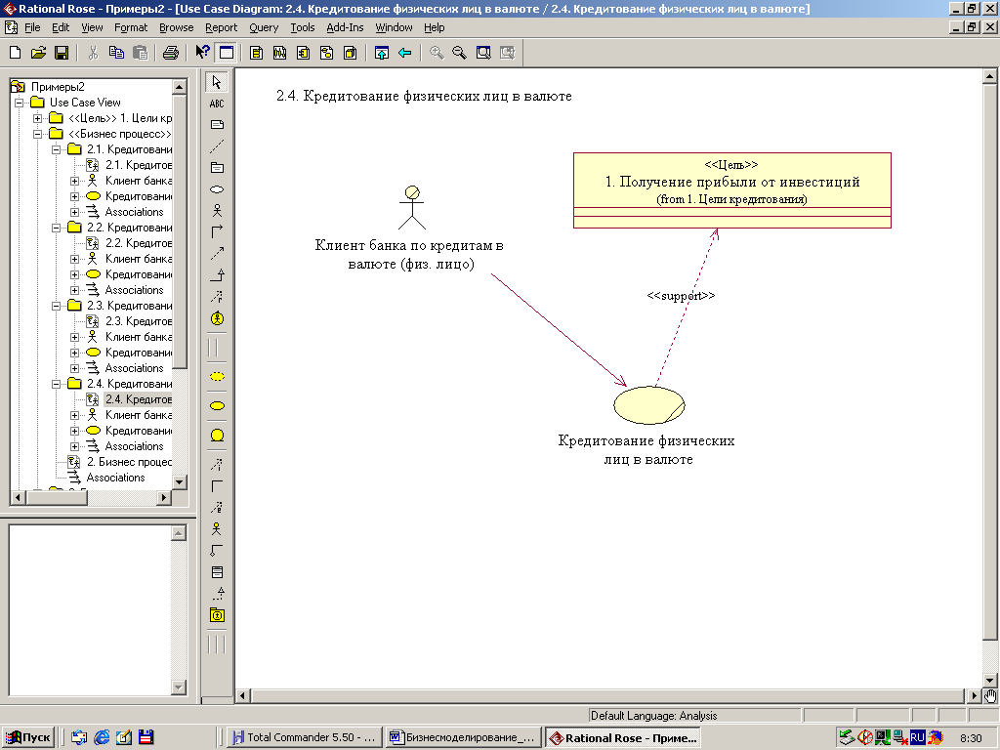 Rational Rose - Примеры2 - [Use Case Diagram: 2.4. Кредитование физических лиц в валюте / 2.4. Кредитование физических лиц в валюте]
File Edit View Format Browse Report Query Tools Add-Ins Window Help
Примеры2
Use Case View
<<Цель>> 1. Цели кр
<<Бизнес процесс>>
2.1. Кредитовани
2.1. Кредитов
Клиент банка
Кредитование
Associations
2.2. Кредитовани
2.2. Кредитов
Клиент банка
Кредитование
Associations
2.3. Кредитовани
2.3. Кредитов
Клиент банка
Кредитование
Associations
2.4. Кредитовани
2.4. Кредитов
Клиент банка
Кредитование
Associations
2. Бизнес процес
Associations
ABC
2.4. Кредитование физических лиц в валюте
<<Цель>>
1. Получение прибыли от инвестиций
(from 1. Цели кредитования)
Клиент банка по кредитам в
валюте (физ. лицо)
<<support>>
Кредитование физических
лиц в валюте
Default Language: Analysis
Пуск
Total Commander 5.50 - ...
Бизнесмоделирование_...
Rational Rose - Приме...
RU
8:30